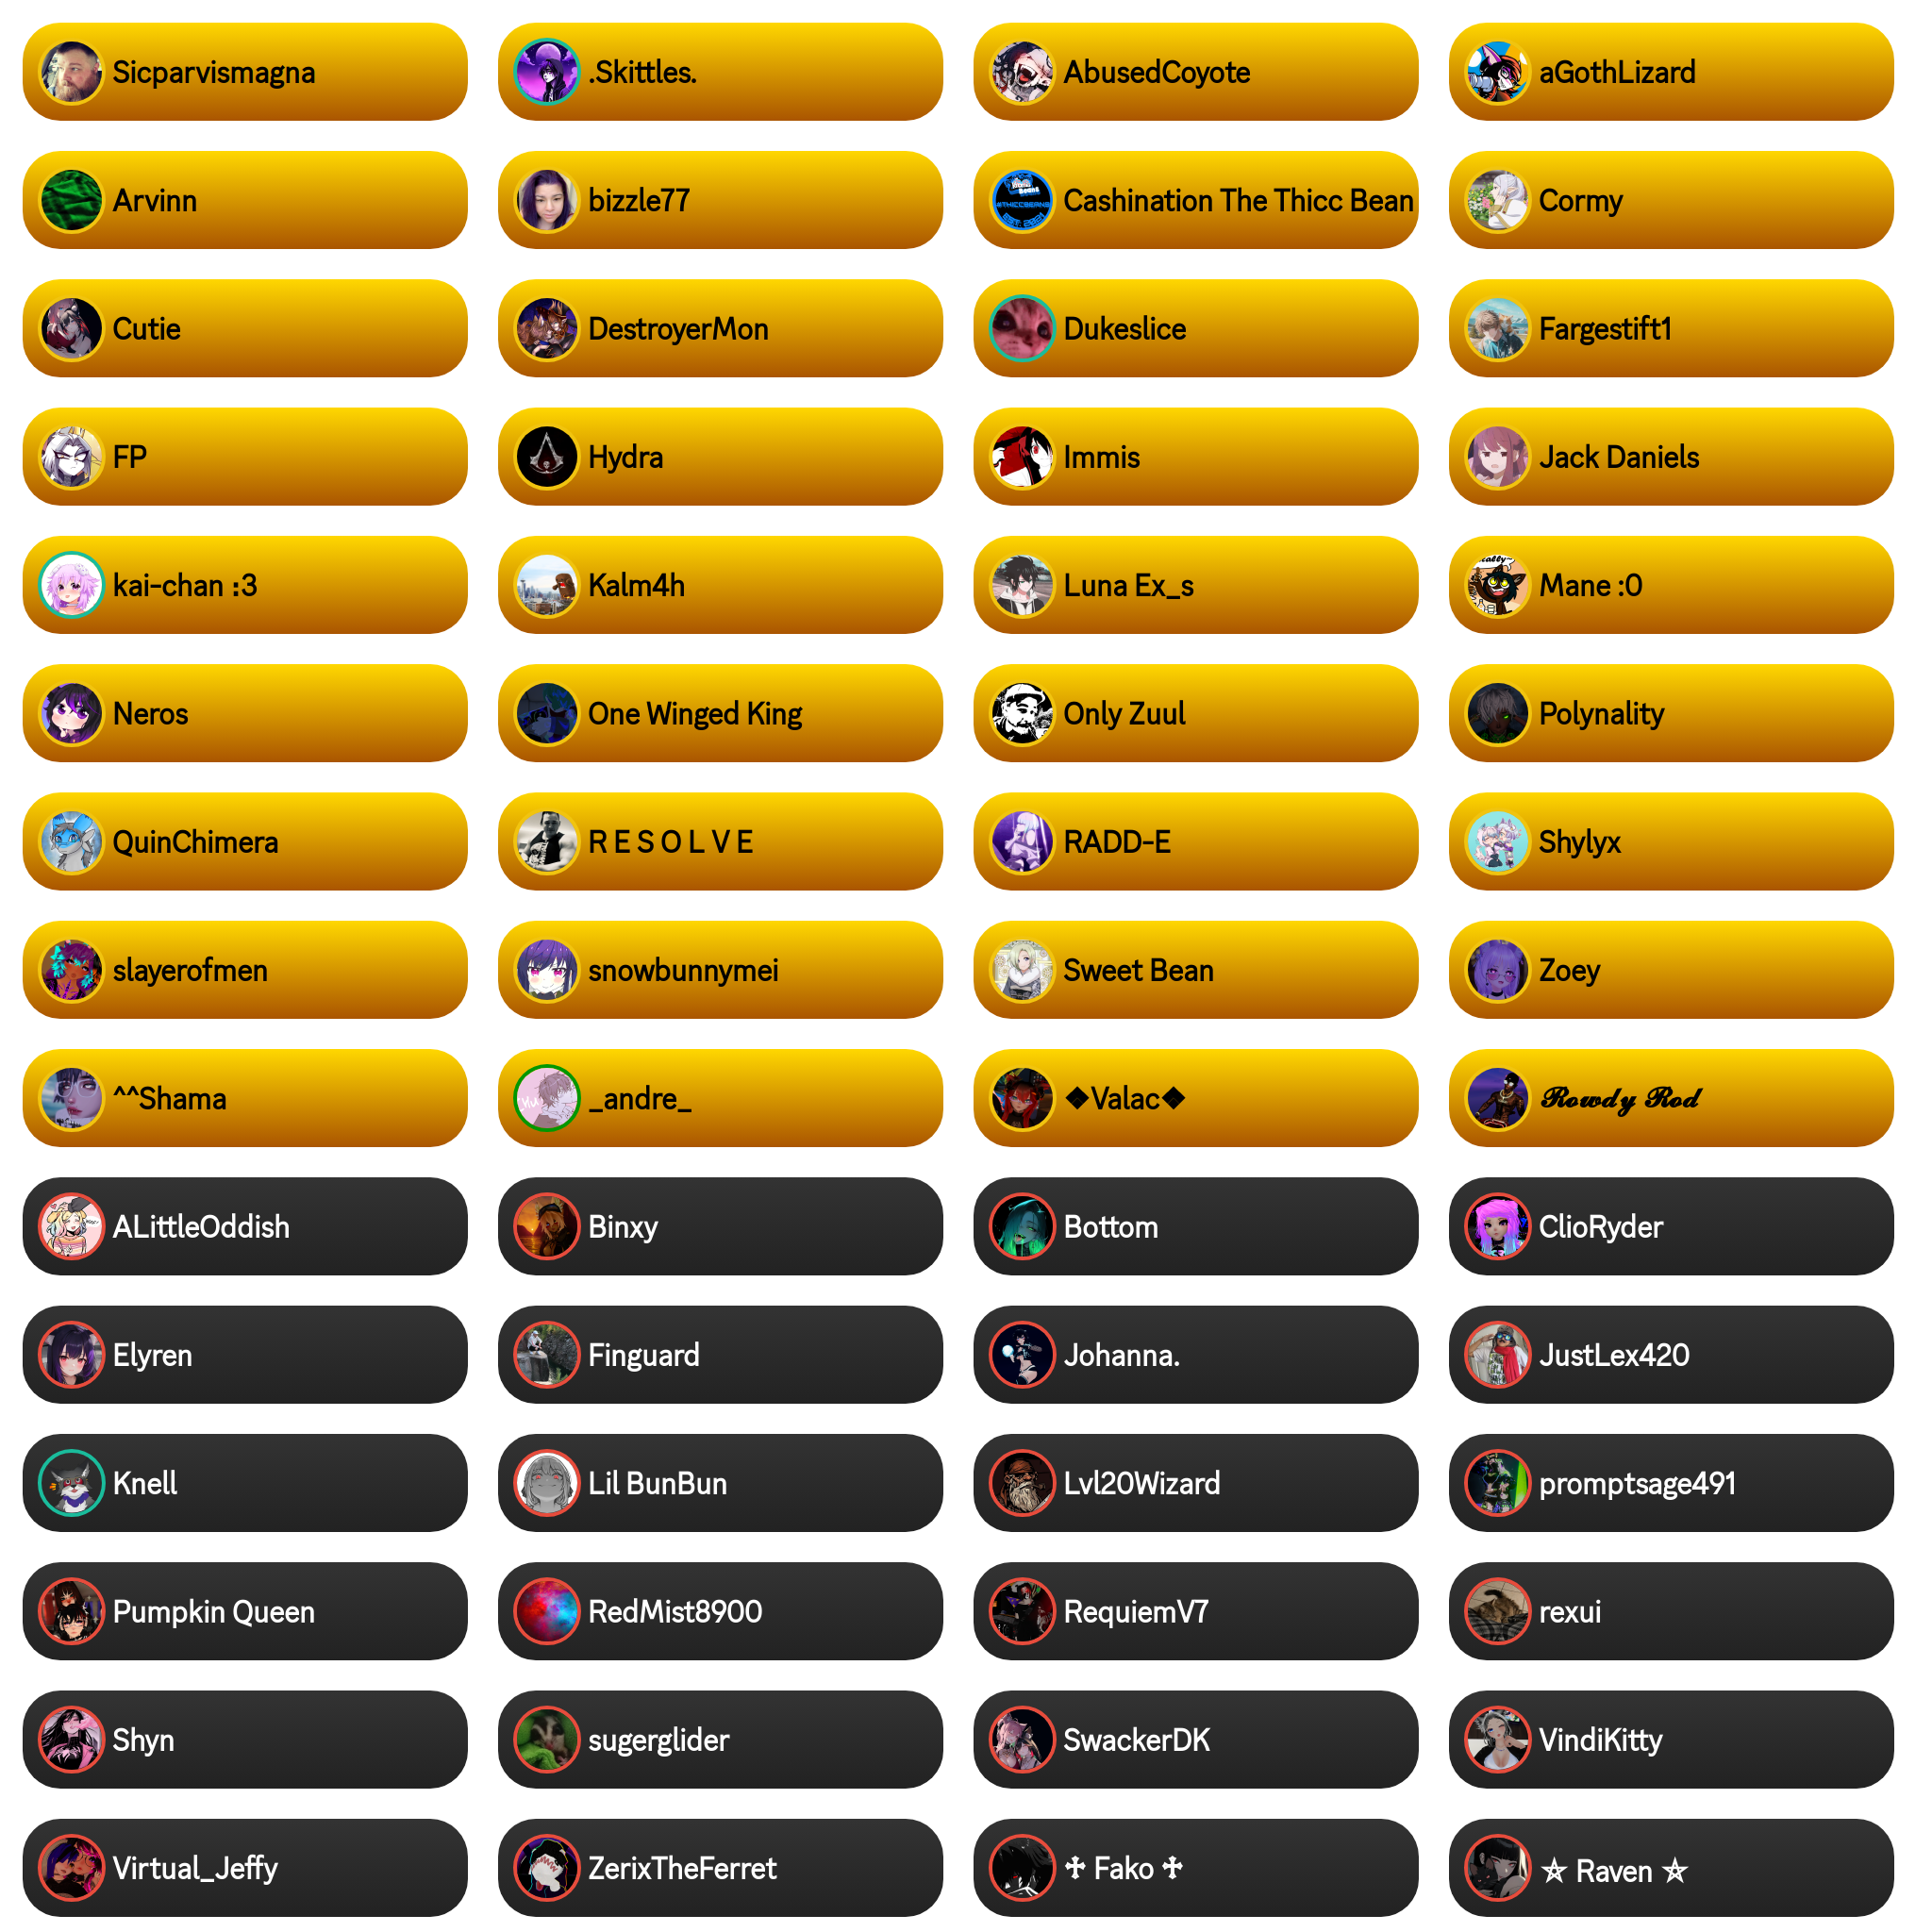 Sicparvismagna
.Skittles.
AbusedCoyote
aGothLizard
Arvinn
bizzle77
Cashination The Thicc Bean
Cormy
Cutie
DestroyerMon
Dukeslice
Fargestift1
FP
Hydra
Immis
Jack Daniels
kai-chan :3
Kalm4h
Luna Ex_s
Mane :0
Neros
One Winged King
Only Zuul
Polynality
QuinChimera
R E S O L V E
RADD-E
Shylyx
slayerofmen
snowbunnymei
Sweet Bean
Zoey
^^Shama
_andre_
❖Valac❖
𝓡𝓸𝔀𝓭𝔂 𝓡𝓸𝓭
ALittleOddish
Binxy
Bottom
ClioRyder
Elyren
Finguard
Johanna.
JustLex420
Knell
Lil BunBun
Lvl20Wizard
promptsage491
Pumpkin Queen
RedMist8900
RequiemV7
rexui
Shyn
sugerglider
SwackerDK
VindiKitty
Virtual_Jeffy
ZerixTheFerret
♱ Fako ♱
⛤ Raven ⛤